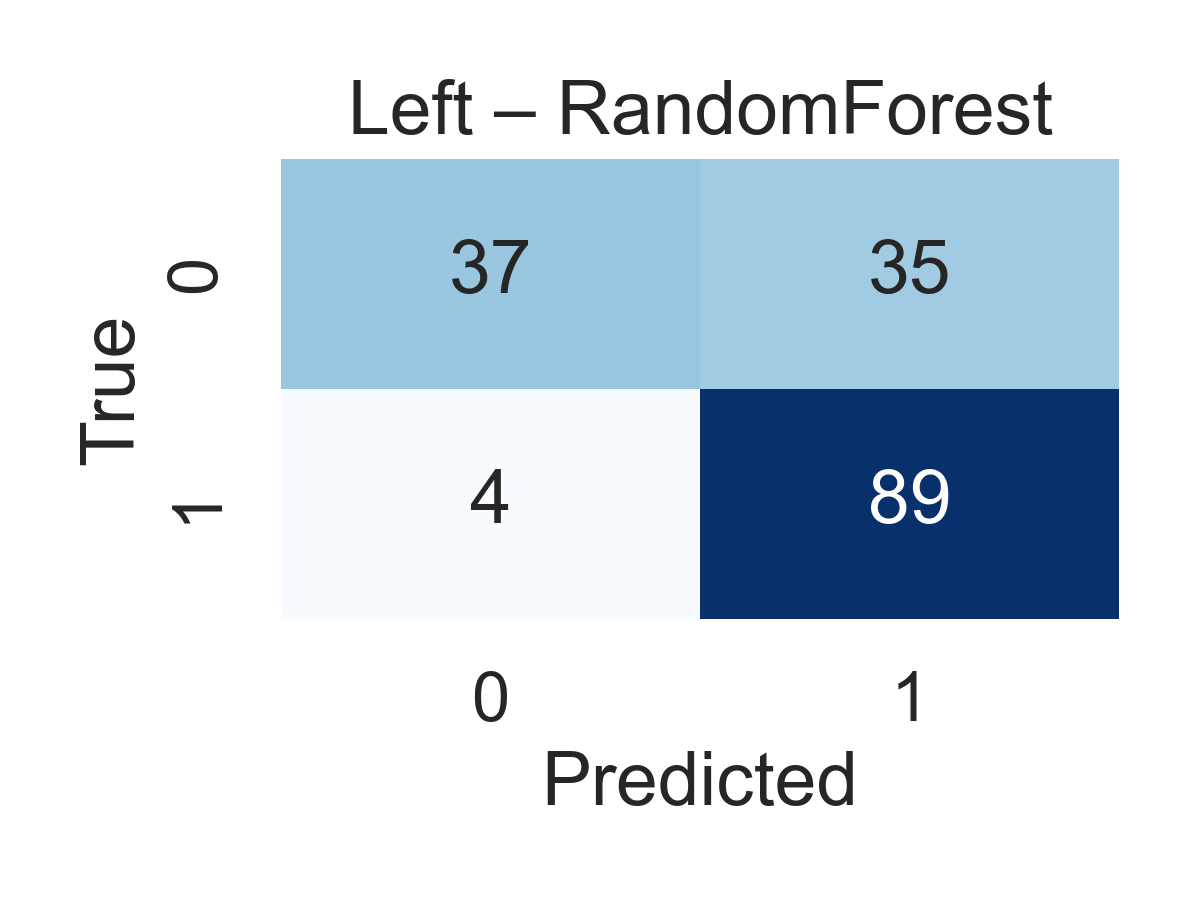 Left – RandomForest
True
0
37
35
1
4
89
0
1
Predicted